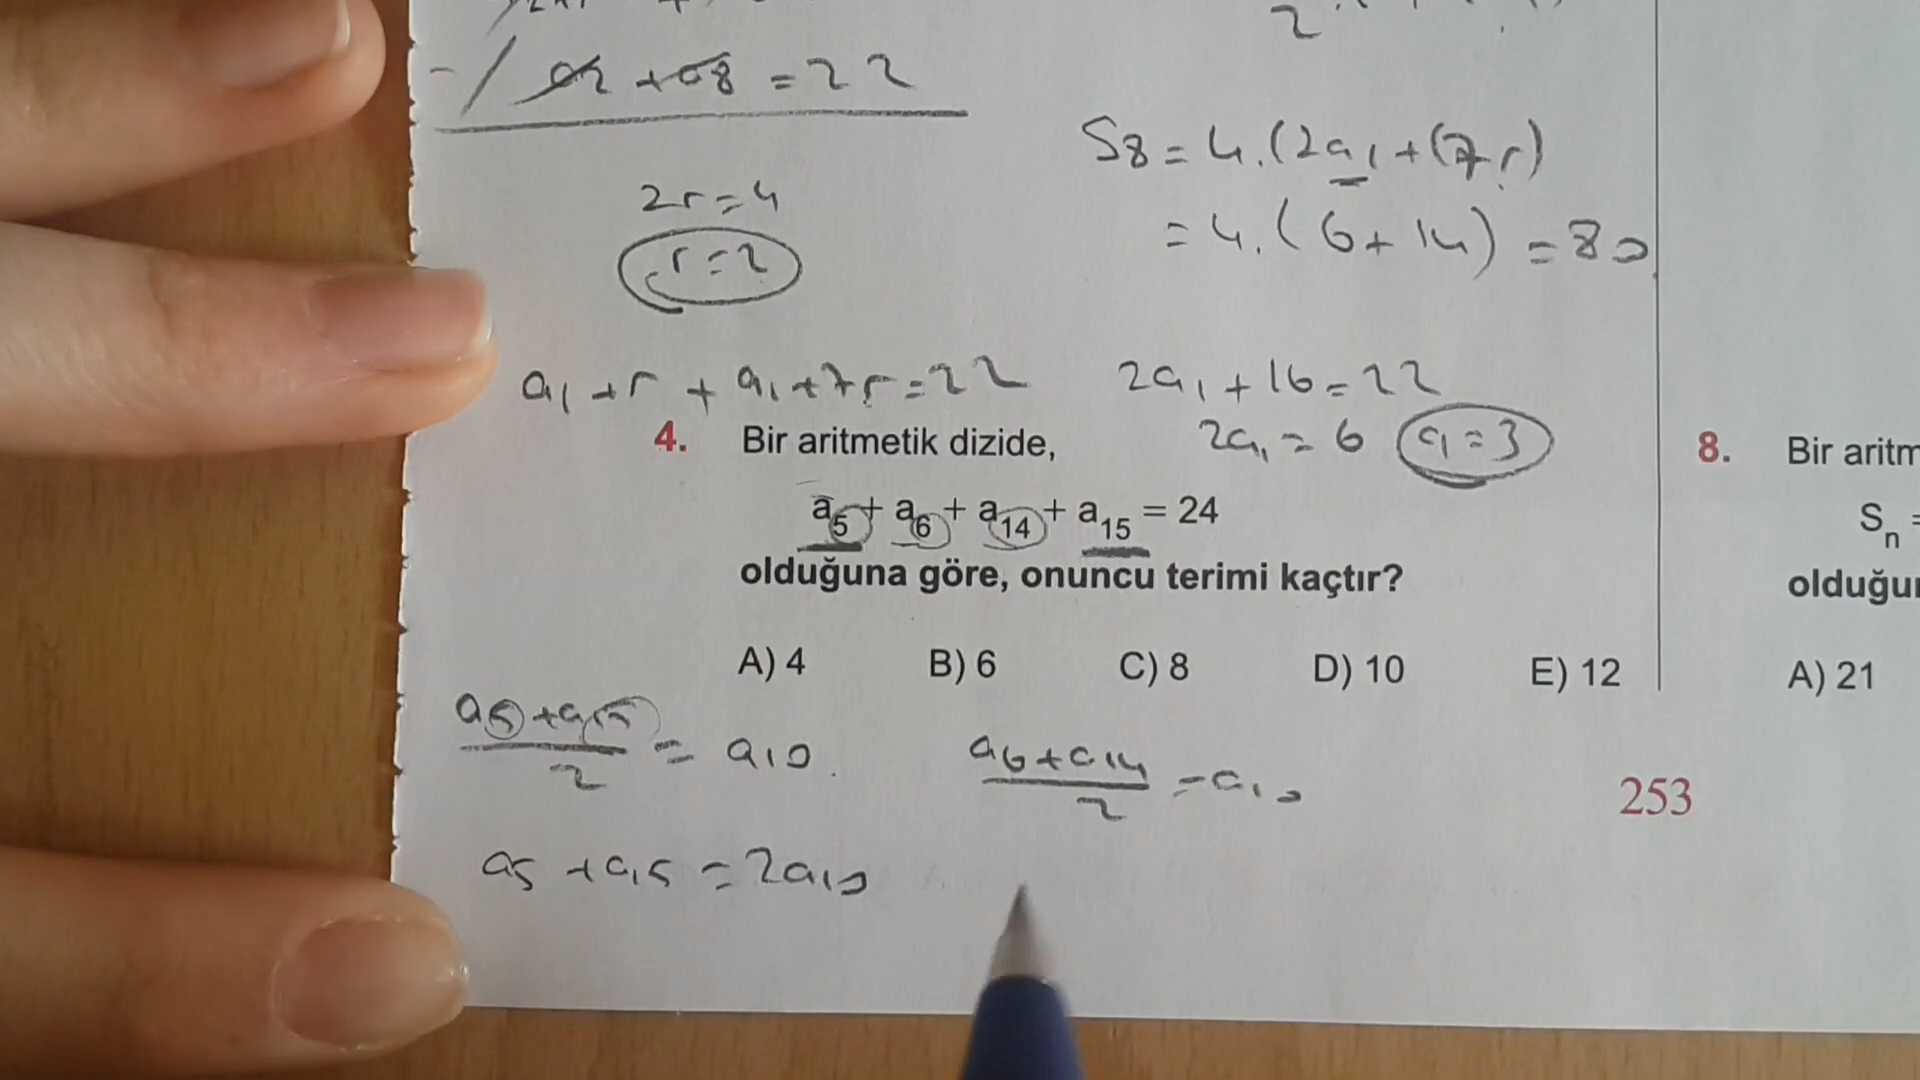 -/ a2 + a8 = 22
2r = 4
r = 2
S8 = 4.(2a1 + (7r)
= 4.(6 + 14) = 80
a1 + r + a1 + 7r = 22
2a1 + 16 = 22
2a1 = 6 a1 = 3
4. Bir aritmetik dizide,
a5 + a6 + a14 + a15 = 24
olduğuna göre, onuncu terimi kaçtır?
A) 4 B) 6 C) 8 D) 10 E) 12
a5 + a15 / 2 = a10.
a6 + a14 / 2 = a10
a5 + a15 = 2a10
253
8. Bir aritm
Sn =
olduğu
A) 21